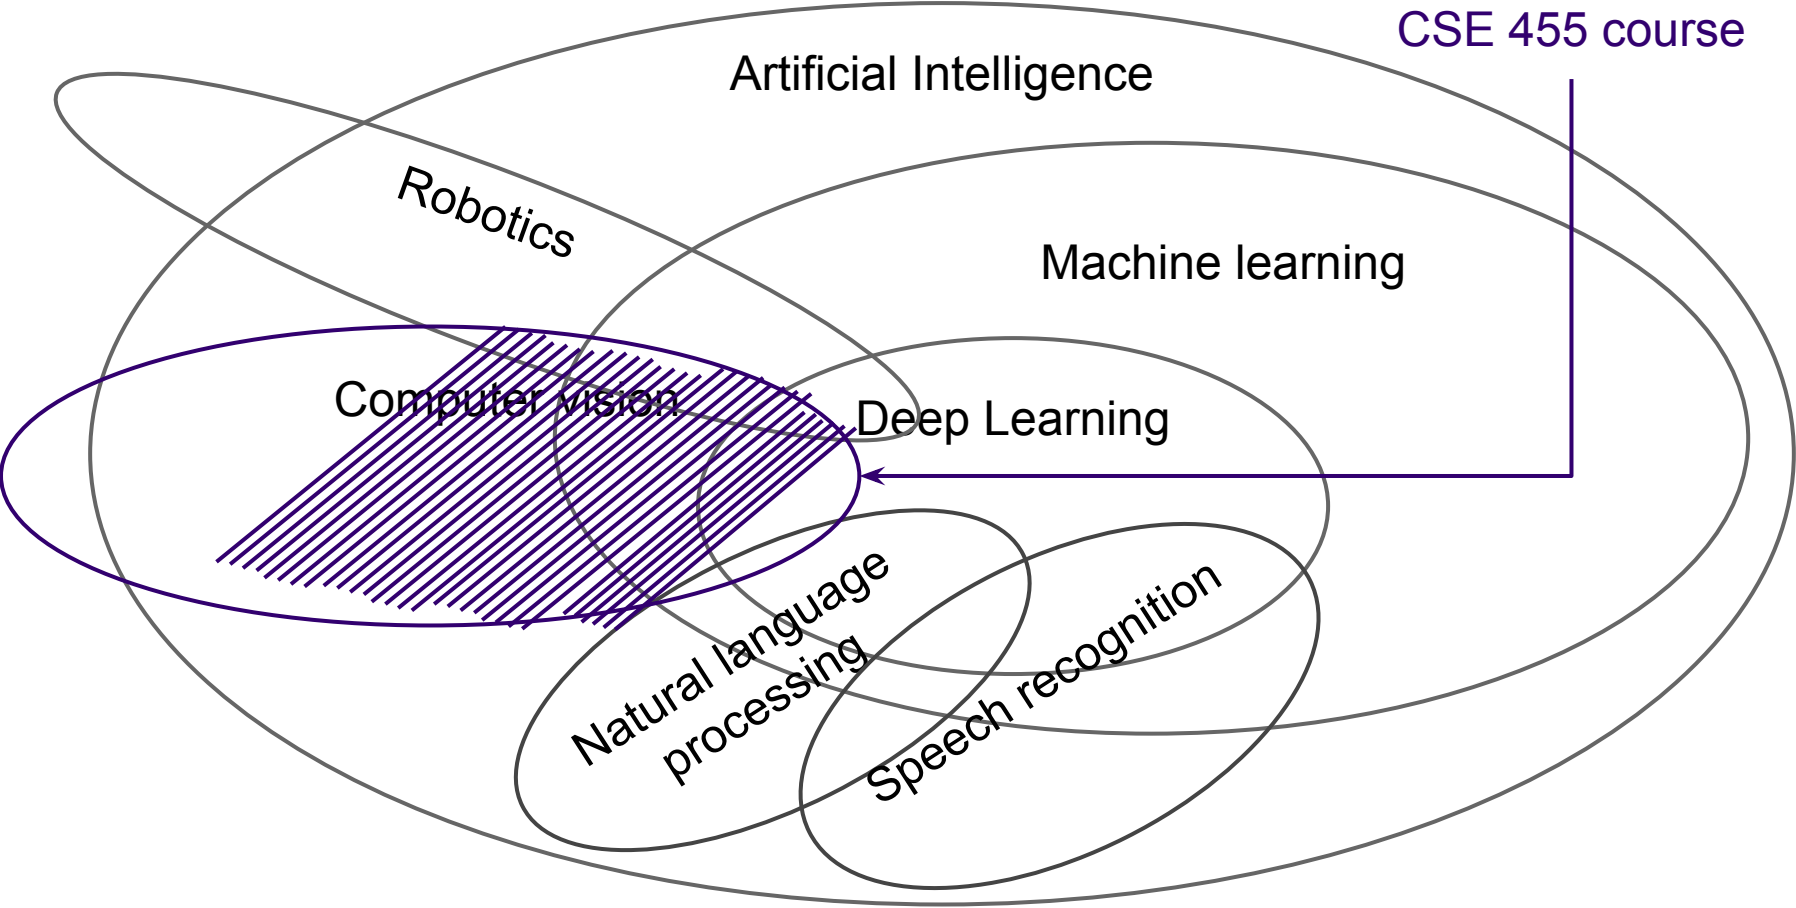 CSE 455 course
Artificial Intelligence
Robotics
Machine learning
Computer vision
Deep Learning
Natural language
processing
Speech recognition